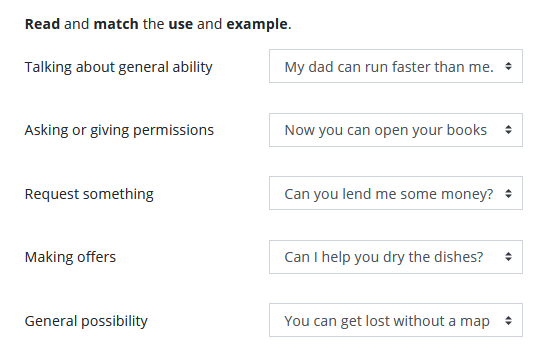 Read and match the use and example.
Talking about general ability My dad can run faster than me.
Asking or giving permissions Now you can open your books
Request something Can you lend me some money?
Making offers Can I help you dry the dishes?
General possibility You can get lost without a map